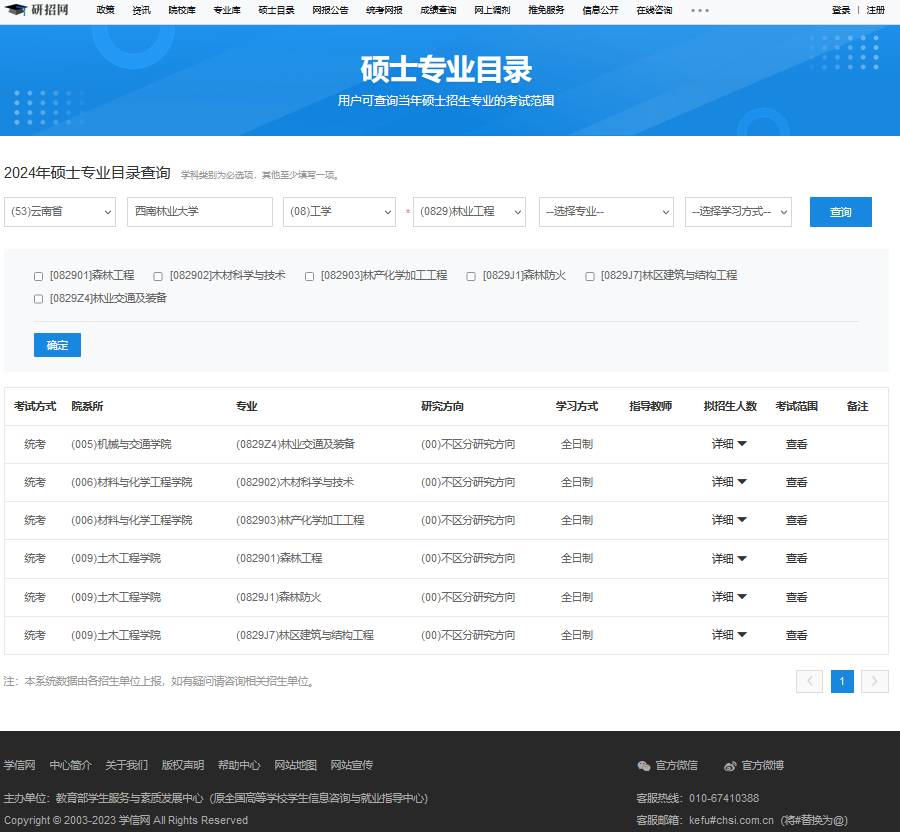 研招网 政策 资讯 院校库 专业库 硕士目录 网报公告 统考网报 成绩查询 网上调剂 推免服务 信息公开 在线咨询 ••• 登录 | 注册
硕士专业目录
用户可查询当年硕士招生专业的考试范围
2024年硕士专业目录查询 学科类别为必选项，其他至少填写一项。
(53)云南省 西南林业大学 (08)工学 * (0829)林业工程 --选择专业-- --选择学习方式-- 查询
[082901]森林工程 [082902]木材科学与技术 [082903]林产化学加工工程 [0829J1]森林防火 [0829J7]林区建筑与结构工程
[0829Z4]林业交通及装备
确定
考试方式 院系所 专业 研究方向 学习方式 指导教师 拟招生人数 考试范围 备注
统考 (005)机械与交通学院 (0829Z4)林业交通及装备 (00)不区分研究方向 全日制 详细 查看
统考 (006)材料与化学工程学院 (082902)木材科学与技术 (00)不区分研究方向 全日制 详细 查看
统考 (006)材料与化学工程学院 (082903)林产化学加工工程 (00)不区分研究方向 全日制 详细 查看
统考 (009)土木工程学院 (082901)森林工程 (00)不区分研究方向 全日制 详细 查看
统考 (009)土木工程学院 (0829J1)森林防火 (00)不区分研究方向 全日制 详细 查看
统考 (009)土木工程学院 (0829J7)林区建筑与结构工程 (00)不区分研究方向 全日制 详细 查看
注：本系统数据由各招生单位上报，如有疑问请咨询相关招生单位。 1
学信网 中心简介 关于我们 版权声明 帮助中心 网站地图 网站宣传 官方微信 官方微博
主办单位：教育部学生服务与素质发展中心（原全国高等学校学生信息咨询与就业指导中心） 客服热线：010-67410388
Copyright © 2003-2023 学信网 All Rights Reserved 客服邮箱：kefu#chsi.com.cn（将#替换为@）